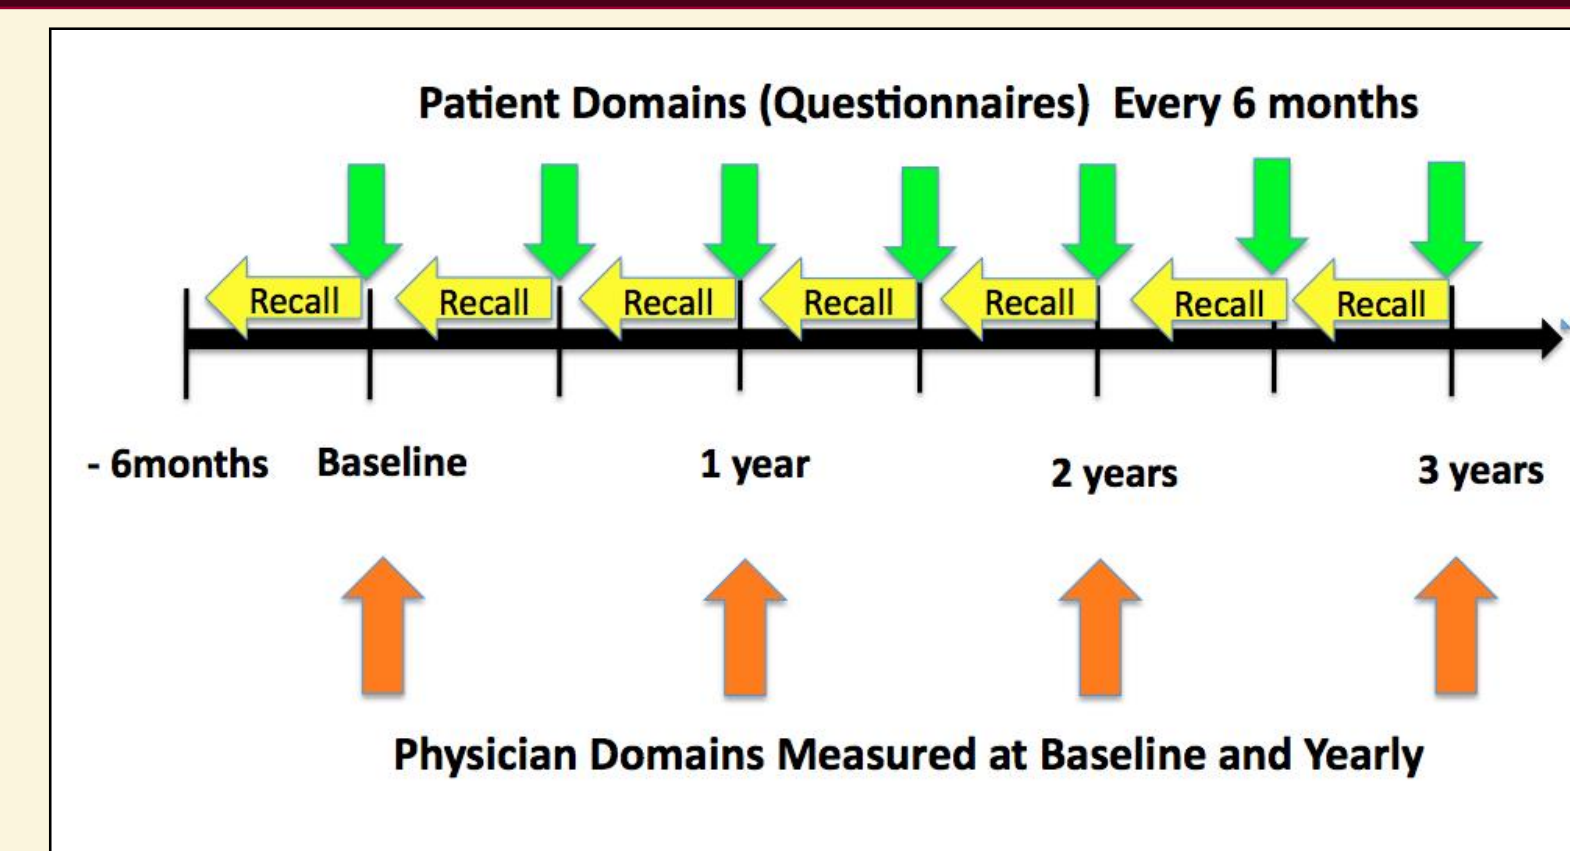 Patient Domains (Questionnaires) Every 6 months
Recall Recall Recall Recall Recall Recall Recall
- 6months Baseline 1 year 2 years 3 years
Physician Domains Measured at Baseline and Yearly